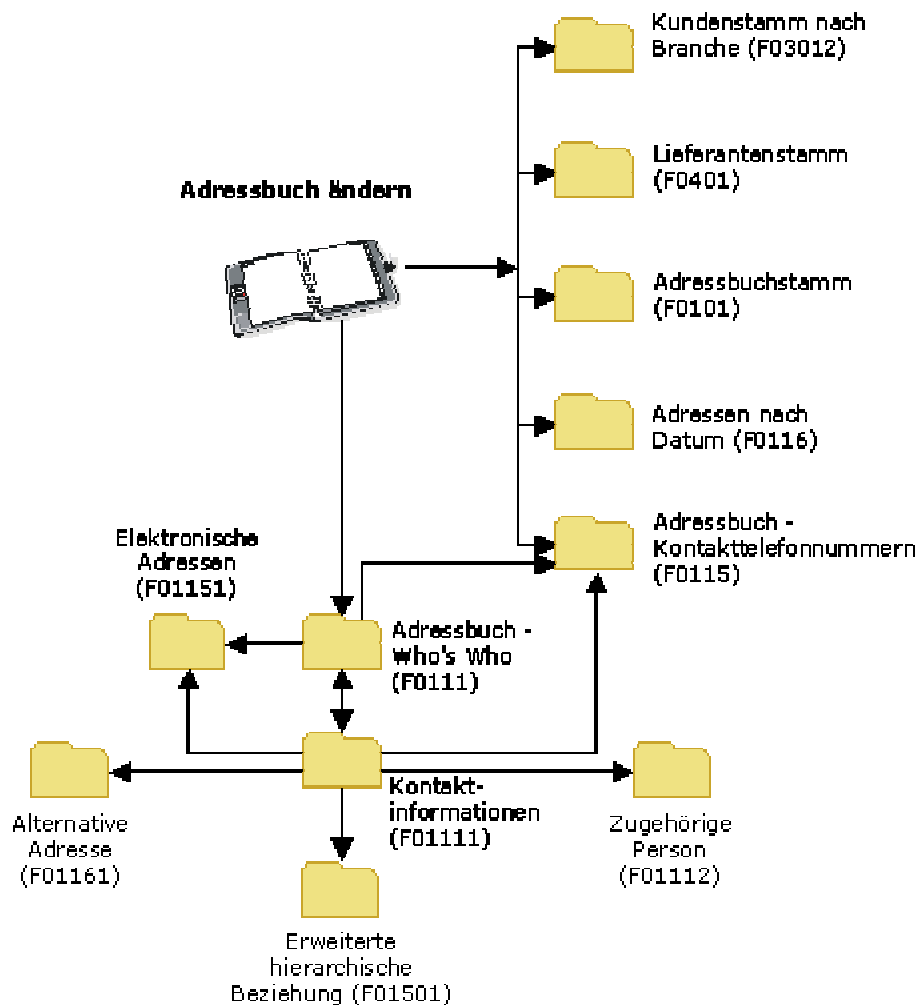 Kundenstamm nach
Branche (F03012)
Lieferantenstamm
(F0401)
Adressbuch ändern
Adressbuchstamm
(F0101)
Adressen nach
Datum (F0116)
Adressbuch -
Kontakttelefonnummern
(F0115)
Elektronische
Adressen
(F01151)
Adressbuch -
Who's Who
(F0111)
Kontakt-
informationen
(F01111)
Alternative
Adresse
(F01161)
Zugehörige
Person
(F01112)
Erweiterte
hierarchische
Beziehung (F01501)